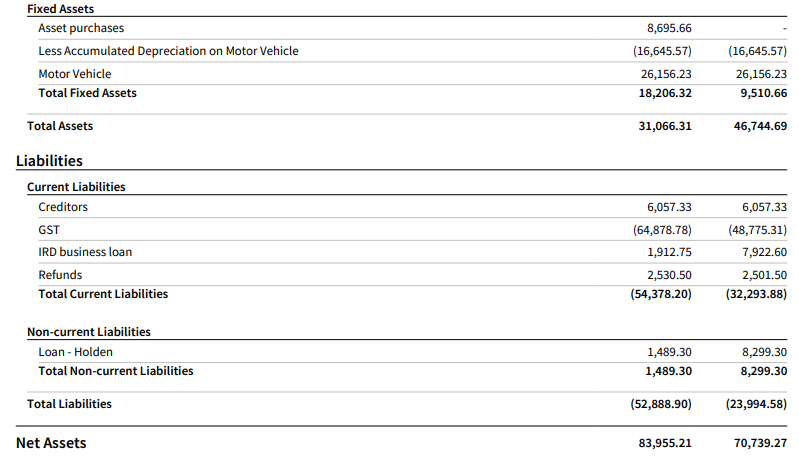 Fixed Assets
Asset purchases 8,695.66 -
Less Accumulated Depreciation on Motor Vehicle (16,645.57) (16,645.57)
Motor Vehicle 26,156.23 26,156.23
Total Fixed Assets 18,206.32 9,510.66
Total Assets 31,066.31 46,744.69
Liabilities
Current Liabilities
Creditors 6,057.33 6,057.33
GST (64,878.78) (48,775.31)
IRD business loan 1,912.75 7,922.60
Refunds 2,530.50 2,501.50
Total Current Liabilities (54,378.20) (32,293.88)
Non-current Liabilities
Loan - Holden 1,489.30 8,299.30
Total Non-current Liabilities 1,489.30 8,299.30
Total Liabilities (52,888.90) (23,994.58)
Net Assets 83,955.21 70,739.27